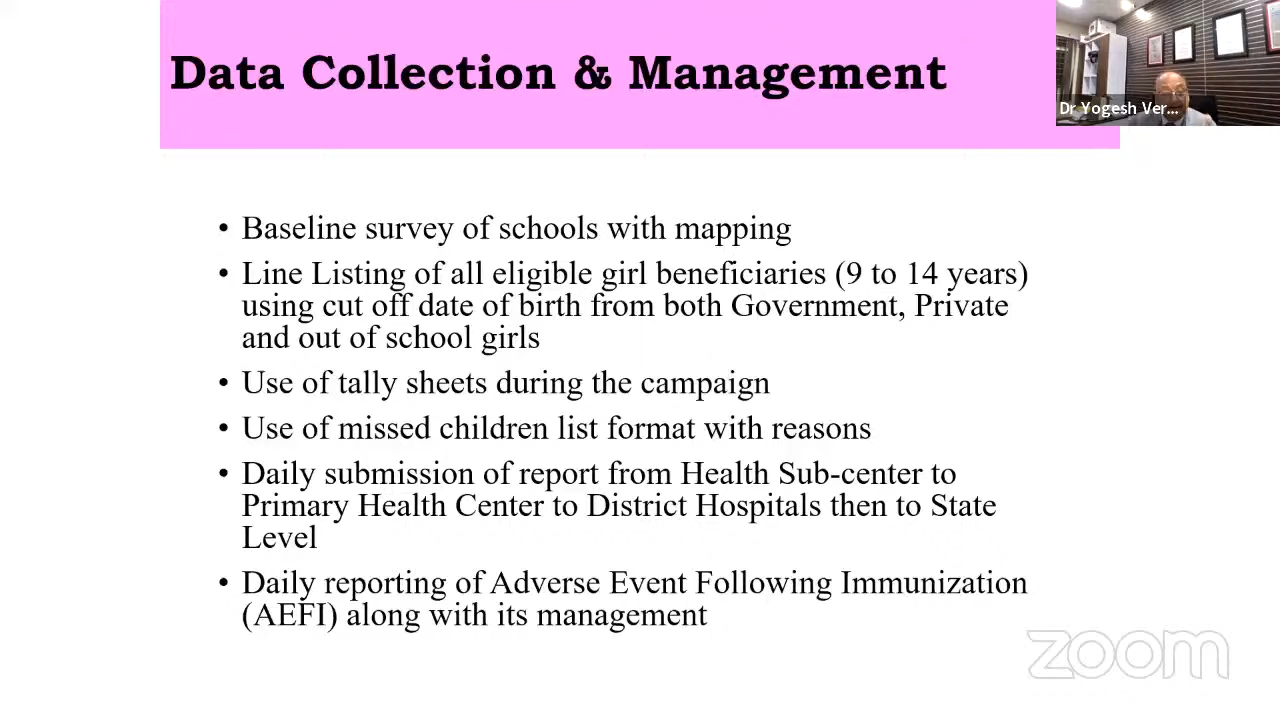 Data Collection & Management
Dr Yogesh Ver...
• Baseline survey of schools with mapping
• Line Listing of all eligible girl beneficiaries (9 to 14 years)
using cut off date of birth from both Government, Private
and out of school girls
• Use of tally sheets during the campaign
• Use of missed children list format with reasons
• Daily submission of report from Health Sub-center to
Primary Health Center to District Hospitals then to State
Level
• Daily reporting of Adverse Event Following Immunization
(AEFI) along with its management
zoom